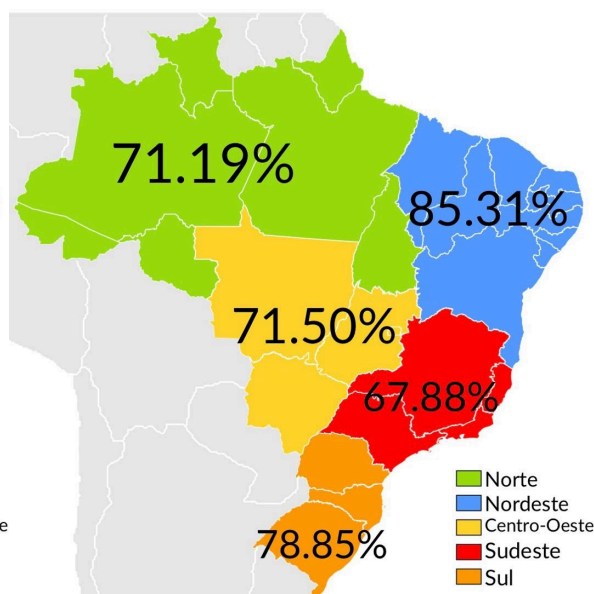 71.19%
85.31%
71.50%
67.88%
78.85%
Norte
Nordeste
Centro-Oeste
Sudeste
Sul
e